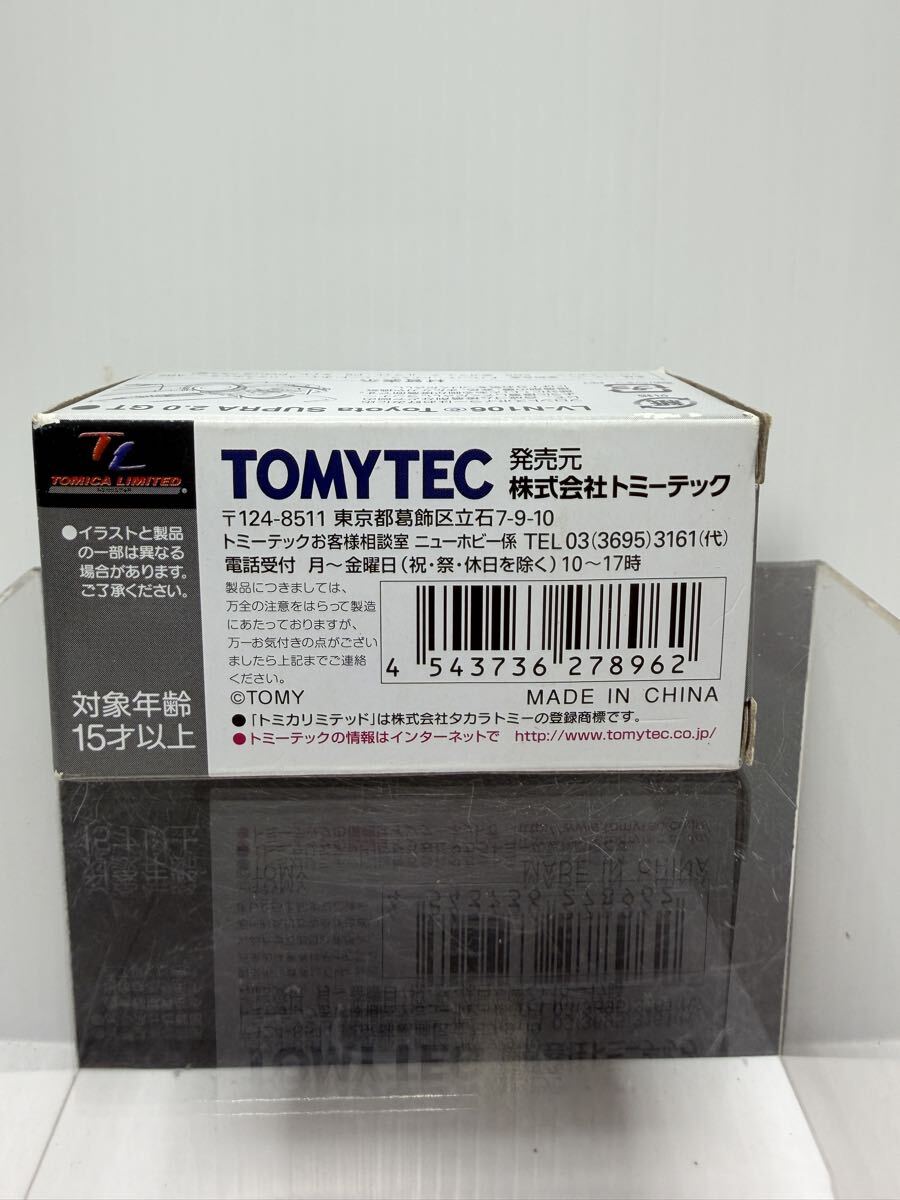 LV-N106ⓒ Toyota SUPRA 2.0 GT
材質表示
TL
TOMICA LIMITED
●イラストと製品
の一部は異なる
場合があります。
ご了承ください。
対象年齢
15才以上
TOMYTEC
発売元
株式会社トミーテック
〒124-8511 東京都葛飾区立石7-9-10
トミーテックお客様相談室 ニューホビー係 TEL 03(3695)3161(代)
電話受付 月〜金曜日(祝・祭・休日を除く)10〜17時
製品につきましては、
万全の注意をはらって製造
にあたっておりますが、
万一お気付きの点がござい
ましたら上記までご連絡
ください。
4 543736 278962
©TOMY
MADE IN CHINA
●「トミカリミテッド」は株式会社タカラトミーの登録商標です。
●トミーテックの情報はインターネットで http://www.tomytec.co.jp/